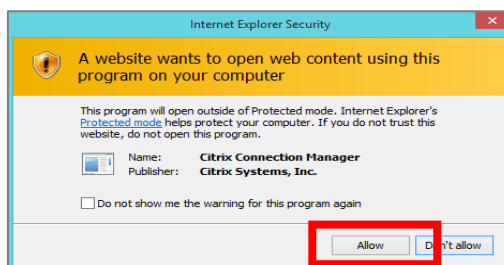 Internet Explorer Security
A website wants to open web content using this
program on your computer
This program will open outside of Protected mode. Internet Explorer's
Protected mode helps protect your computer. If you do not trust this
website, do not open this program.
Name: Citrix Connection Manager
Publisher: Citrix Systems, Inc.
Do not show me the warning for this program again
Allow Don't allow